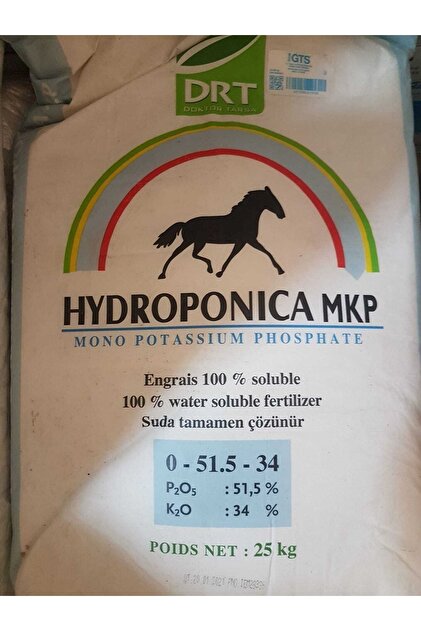 GTS
DRT
DOKTOR TARSA
HYDROPONICA MKP
MONO POTASSIUM PHOSPHATE
Engrais 100 % soluble
100 % water soluble fertilizer
Suda tamamen çözünür
0 - 51.5 - 34
P₂O₅ : 51,5 %
K₂O : 34 %
POIDS NET : 25 kg